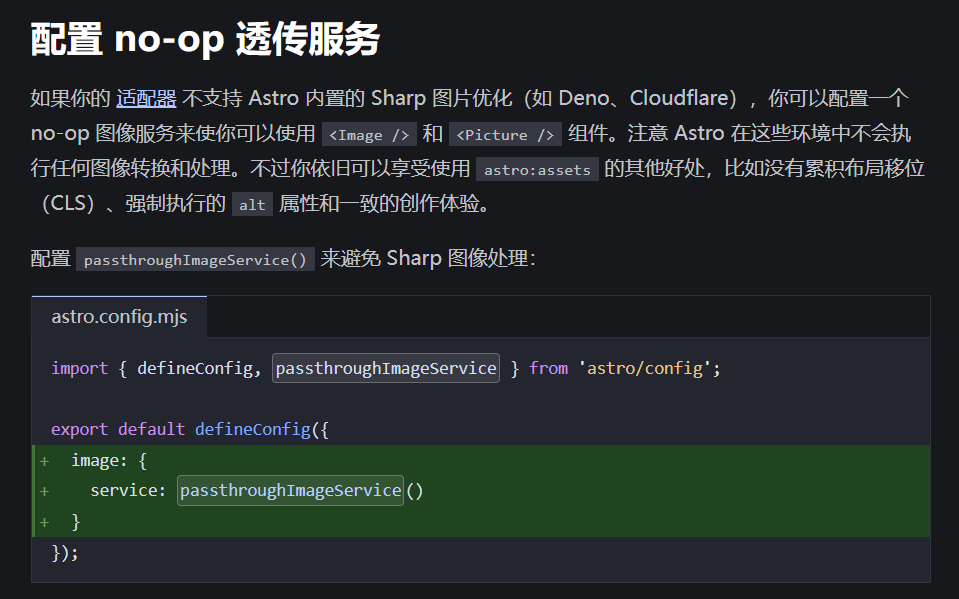 配置 no-op 透传服务
如果你的 适配器 不支持 Astro 内置的 Sharp 图片优化（如 Deno、Cloudflare），你可以配置一个
no-op 图像服务来使你可以使用 <Image /> 和 <Picture /> 组件。注意 Astro 在这些环境中不会执
行任何图像转换和处理。不过你依旧可以享受使用 astro:assets 的其他好处，比如没有累积布局移位
（CLS）、强制执行的 alt 属性和一致的创作体验。
配置 passthroughImageService() 来避免 Sharp 图像处理：
astro.config.mjs
import { defineConfig, passthroughImageService } from 'astro/config';
export default defineConfig({
+ image: {
+ service: passthroughImageService()
+ }
});